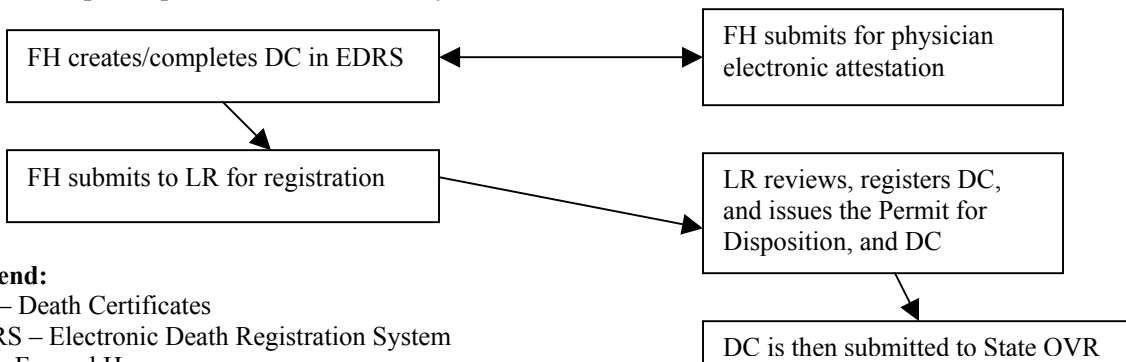 FH creates/completes DC in EDRS
FH submits for physician
electronic attestation
FH submits to LR for registration
LR reviews, registers DC,
and issues the Permit for
Disposition, and DC
end:
– Death Certificates
RS – Electronic Death Registration System
DC is then submitted to State OVR